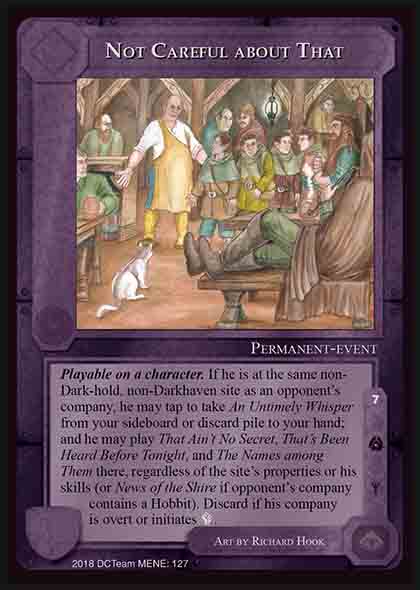 Not Careful about That
Permanent-event
Playable on a character. If he is at the same non-
Dark-hold, non-Darkhaven site as an opponent's
company, he may tap to take An Untimely Whisper
from your sideboard or discard pile to your hand;
and he may play That Ain't No Secret, That's Been
Heard Before Tonight, and The Names among
Them there, regardless of the site's properties or his
skills (or News of the Shire if opponent's company
contains a Hobbit). Discard if his company
is overt or initiates .
7
Art by Richard Hook
2018 DCTeam MENE: 127